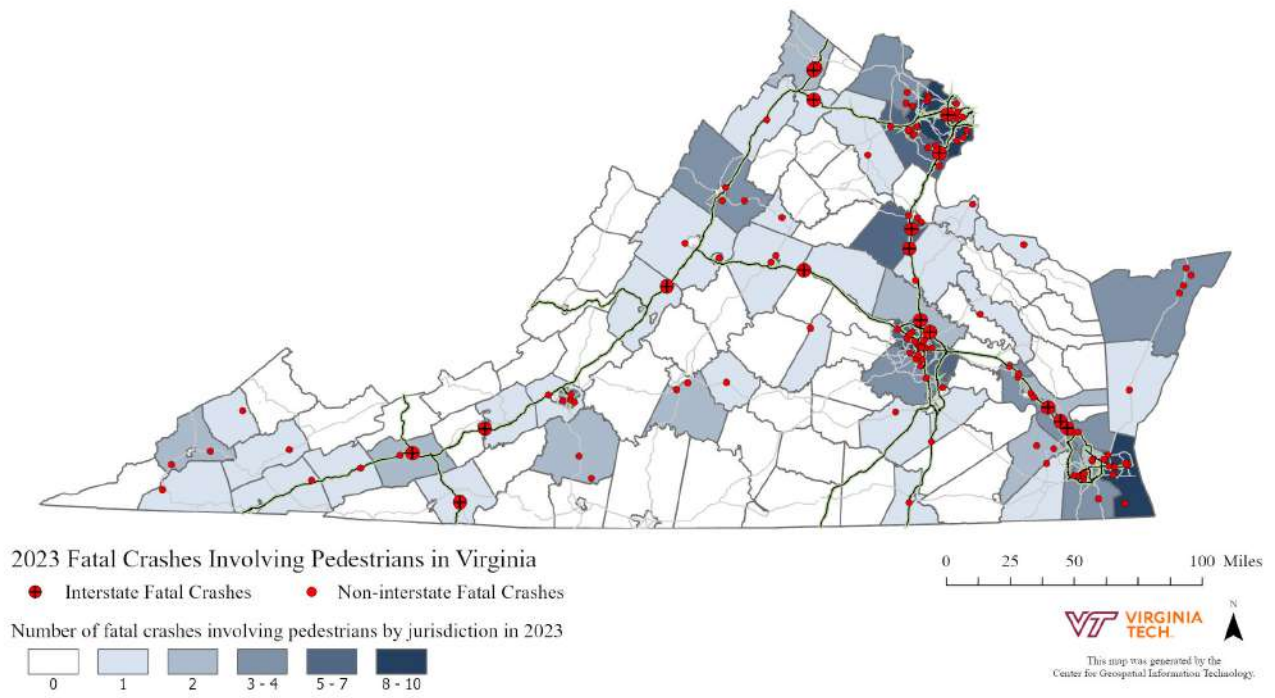 2023 Fatal Crashes Involving Pedestrians in Virginia
Interstate Fatal Crashes
Non-interstate Fatal Crashes
Number of fatal crashes involving pedestrians by jurisdiction in 2023
0 1 2 3 - 4 5 - 7 8 - 10
0 25 50 100 Miles
VT VIRGINIA
TECH.
N
This map was generated by the
Center for Geospatial Information Technology.